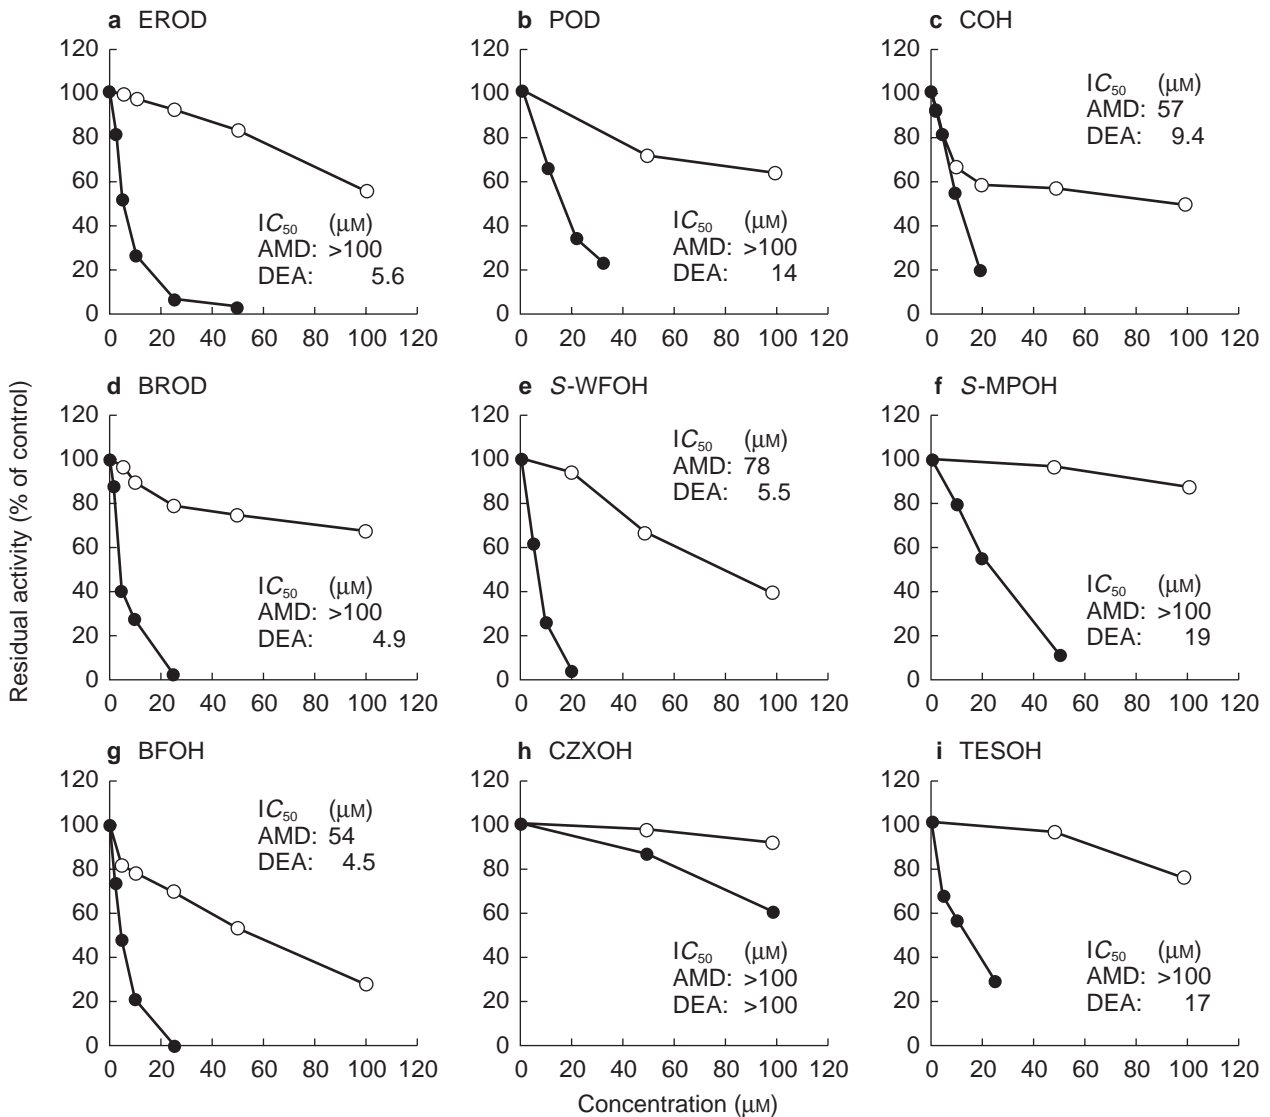 a EROD
120
100
80
60
40
20
0
0 20 40 60 80 100 120
IC50 (μM)
AMD: >100
DEA: 5.6
b POD
120
100
80
60
40
20
0
0 20 40 60 80 100 120
IC50 (μM)
AMD: >100
DEA: 14
c COH
120
100
80
60
40
20
0
0 20 40 60 80 100 120
IC50 (μM)
AMD: 57
DEA: 9.4
Residual activity (% of control)
d BROD
120
100
80
60
40
20
0
0 20 40 60 80 100 120
IC50 (μM)
AMD: >100
DEA: 4.9
e S-WFOH
120
100
80
60
40
20
0
0 20 40 60 80 100 120
IC50 (μM)
AMD: 78
DEA: 5.5
f S-MPOH
120
100
80
60
40
20
0
0 20 40 60 80 100 120
IC50 (μM)
AMD: >100
DEA: 19
g BFOH
120
100
80
60
40
20
0
0 20 40 60 80 100 120
IC50 (μM)
AMD: 54
DEA: 4.5
h CZXOH
120
100
80
60
40
20
0
0 20 40 60 80 100 120
IC50 (μM)
AMD: >100
DEA: >100
i TESOH
120
100
80
60
40
20
0
0 20 40 60 80 100 120
IC50 (μM)
AMD: >100
DEA: 17
Concentration (μM)